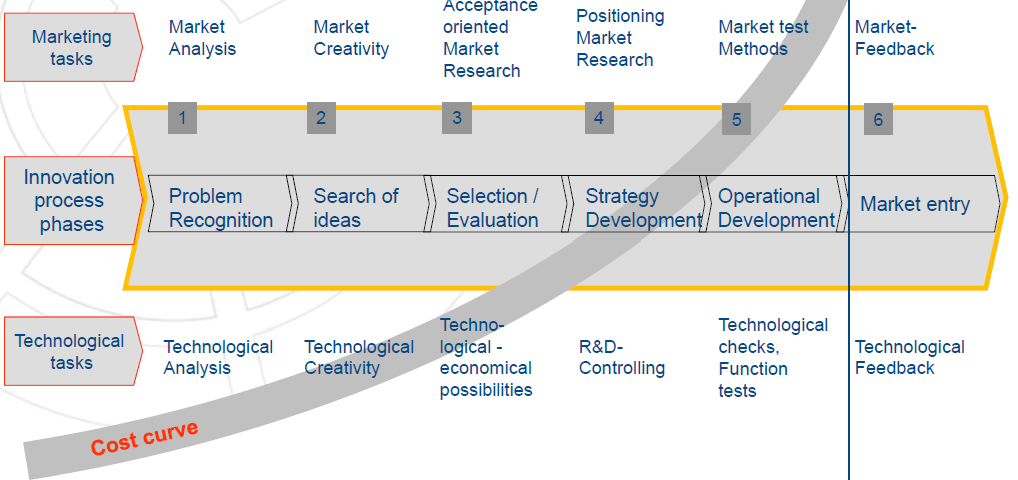 Marketing
tasks
Market
Analysis
Market
Creativity
Acceptance
oriented
Market
Research
Positioning
Market
Research
Market test
Methods
Market-
Feedback
1
2
3
4
5
6
Innovation
process
phases
Problem
Recognition
Search of
ideas
Selection /
Evaluation
Strategy
Development
Operational
Development
Market entry
Technological
tasks
Technological
Analysis
Technological
Creativity
Techno-
logical -
economical
possibilities
R&D-
Controlling
Technological
checks,
Function
tests
Technological
Feedback
Cost curve